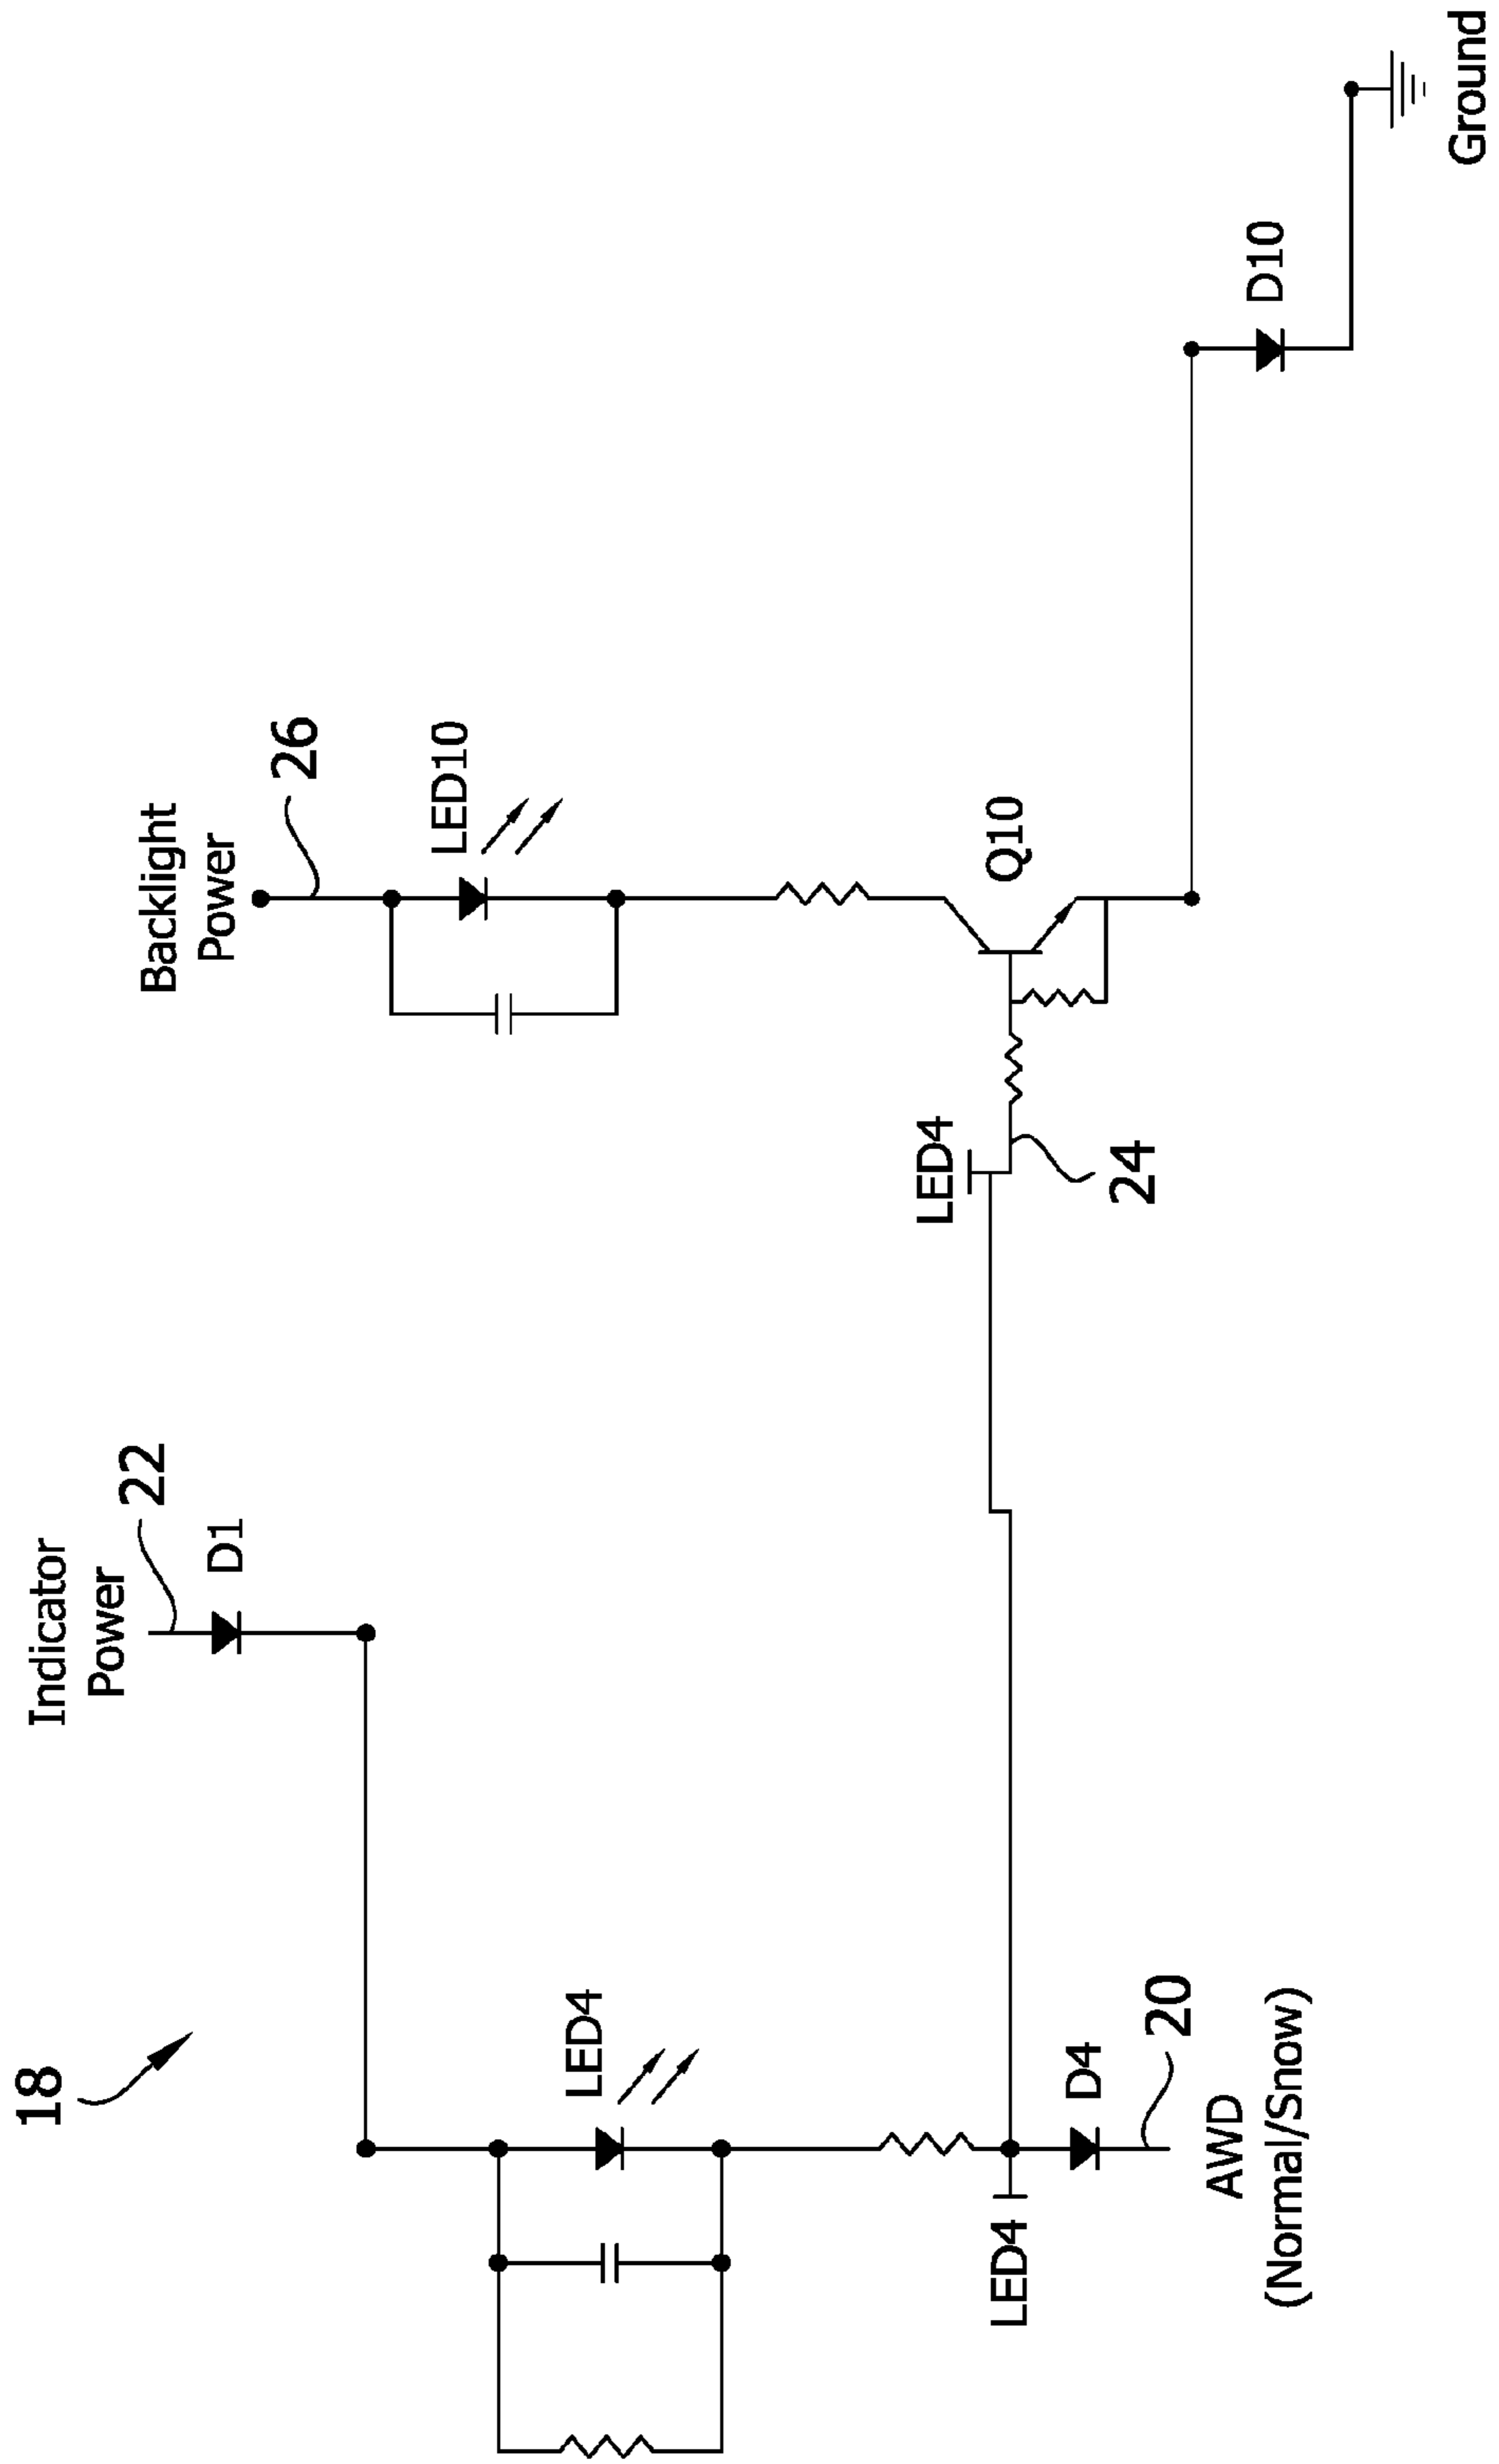 18
Indicator
Power
22
D1
Backlight
Power
26
LED10
LED4
LED4
Q10
D10
24
LED4
D4
20
AWD
(Normal/Snow)
Ground